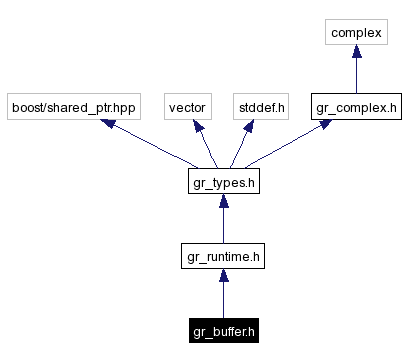 complex
boost/shared_ptr.hpp
vector
stddef.h
gr_complex.h
gr_types.h
gr_runtime.h
gr_buffer.h